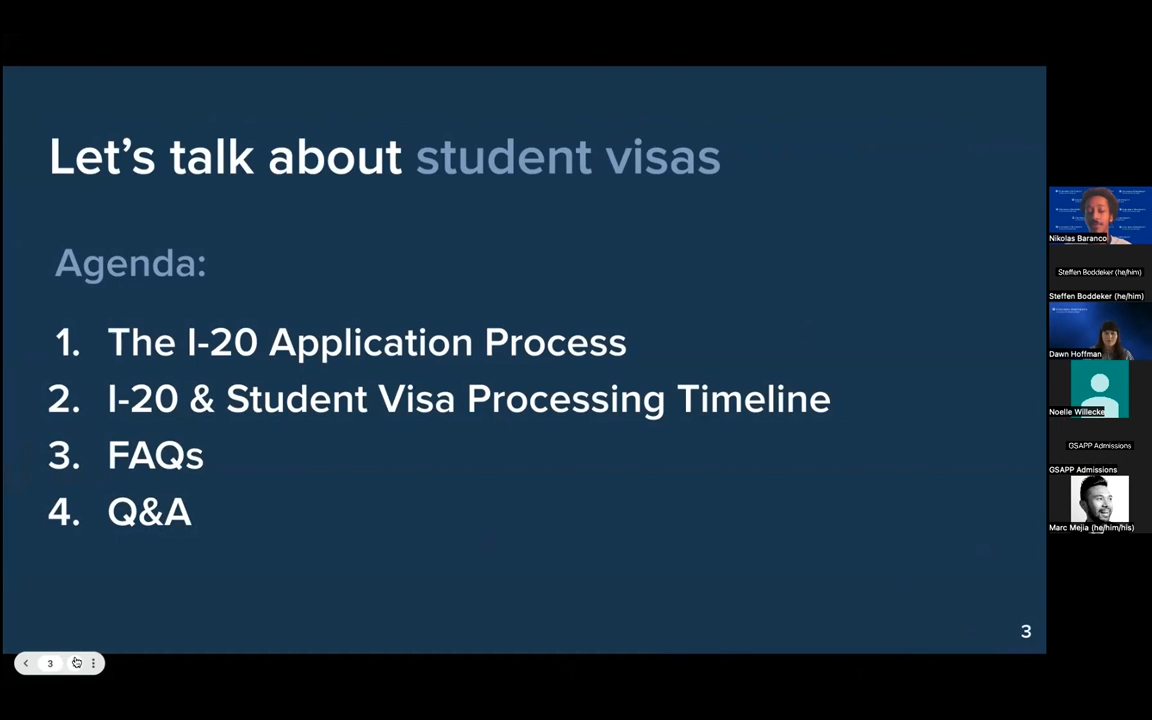 Let's talk about student visas
Agenda:
1. The I-20 Application Process
2. I-20 & Student Visa Processing Timeline
3. FAQs
4. Q&A
3
3
Nikolas Baranco
Steffen Boddeker (he/him)
Steffen Boddeker (he/him)
Dawn Hoffman
Noelle Willecke
GSAPP Admissions
GSAPP Admissions
Marc Mejia (he/him/his)